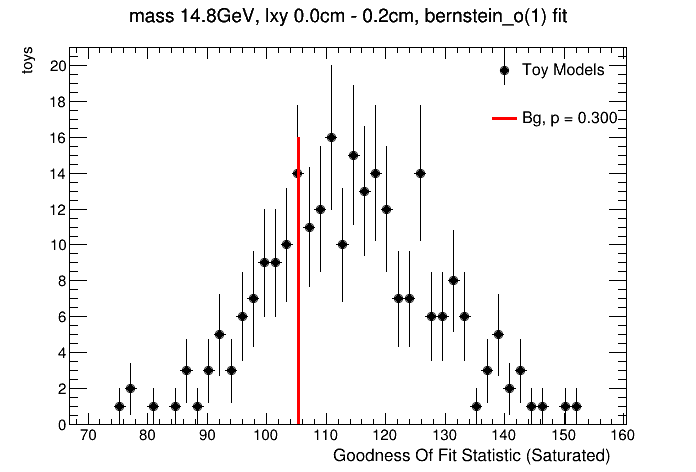 mass 14.8GeV, lxy 0.0cm - 0.2cm, bernstein_o(1) fit
toys
20
18
16
14
12
10
8
6
4
2
0
Toy Models
Bg, p = 0.300
70 80 90 100 110 120 130 140 150 160
Goodness Of Fit Statistic (Saturated)